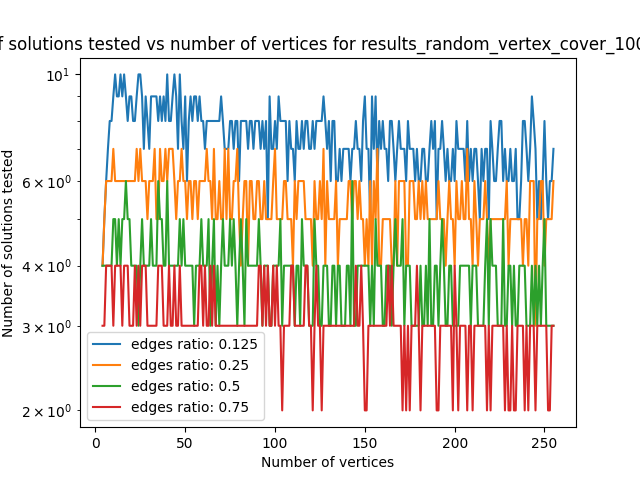 of solutions tested vs number of vertices for results_random_vertex_cover_100
10¹
6 × 10⁰
4 × 10⁰
3 × 10⁰
2 × 10⁰
Number of solutions tested
edges ratio: 0.125
edges ratio: 0.25
edges ratio: 0.5
edges ratio: 0.75
0 50 100 150 200 250
Number of vertices